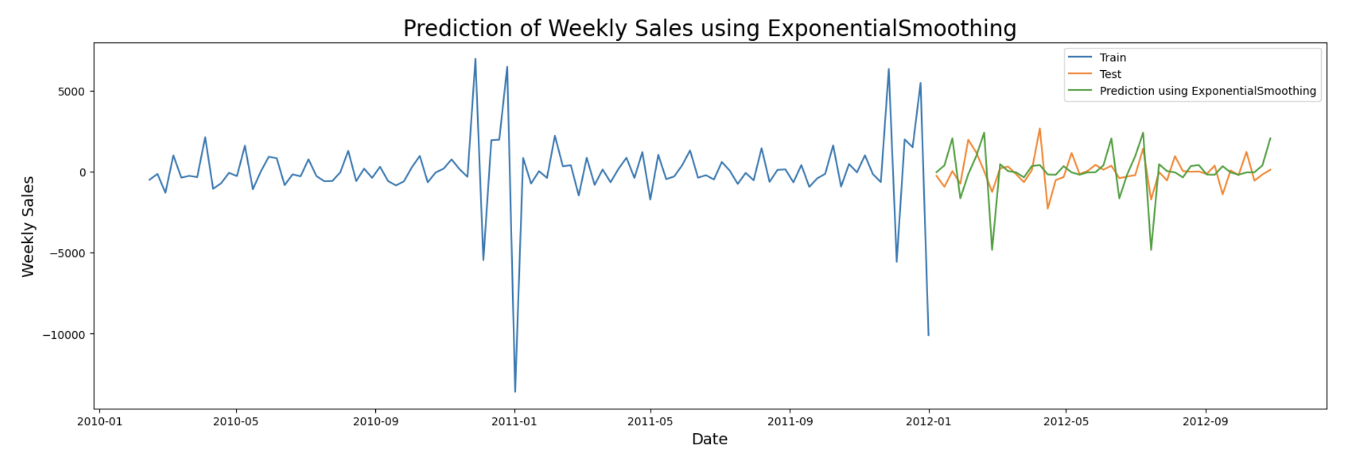 Prediction of Weekly Sales using ExponentialSmoothing
Train
Test
Prediction using ExponentialSmoothing
5000
0
−5000
−10000
Weekly Sales
2010-01
2010-05
2010-09
2011-01
2011-05
2011-09
2012-01
2012-05
2012-09
Date